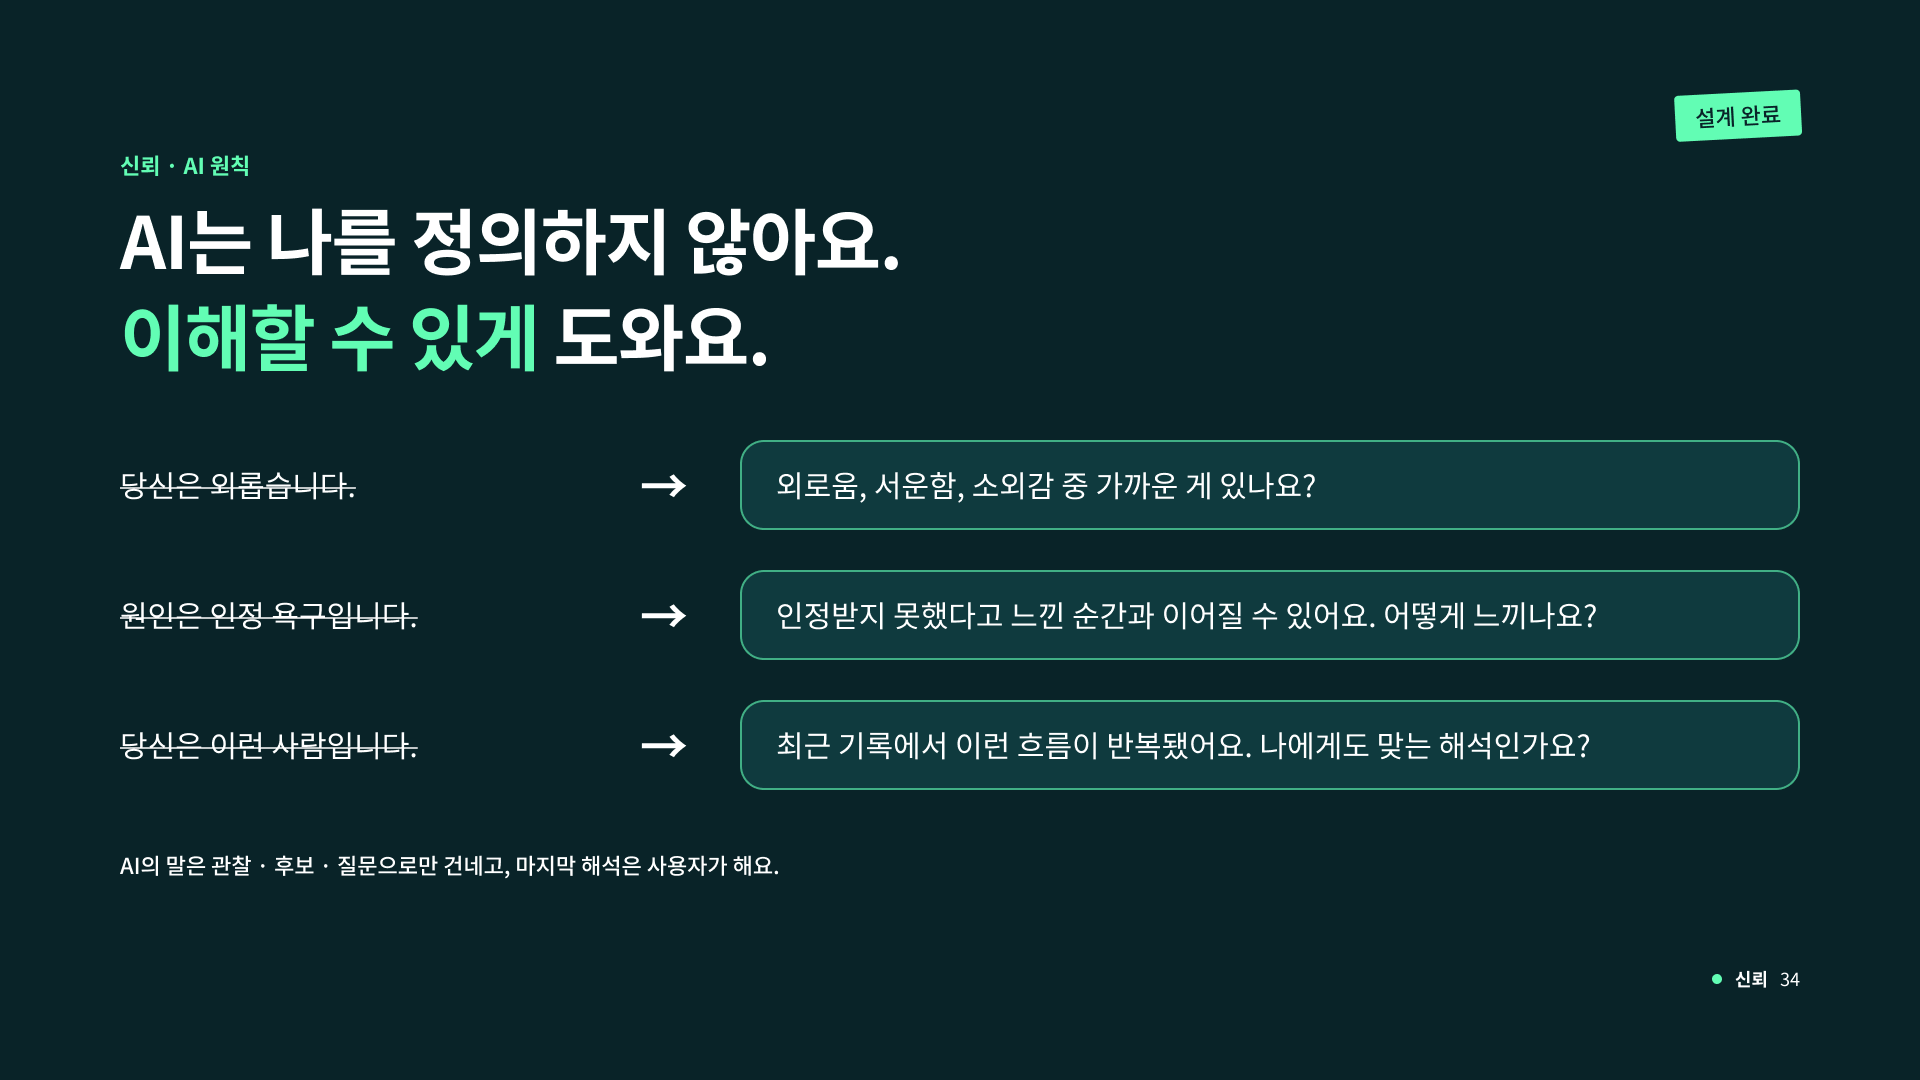 설계 완료
신뢰 · AI 원칙
AI는 나를 정의하지 않아요.
이해할 수 있게 도와요.
당신은 외롭습니다. → 외로움, 서운함, 소외감 중 가까운 게 있나요?
원인은 인정 욕구입니다. → 인정받지 못했다고 느낀 순간과 이어질 수 있어요. 어떻게 느끼나요?
당신은 이런 사람입니다. → 최근 기록에서 이런 흐름이 반복됐어요. 나에게도 맞는 해석인가요?
AI의 말은 관찰 · 후보 · 질문으로만 건네고, 마지막 해석은 사용자가 해요.
신뢰 34